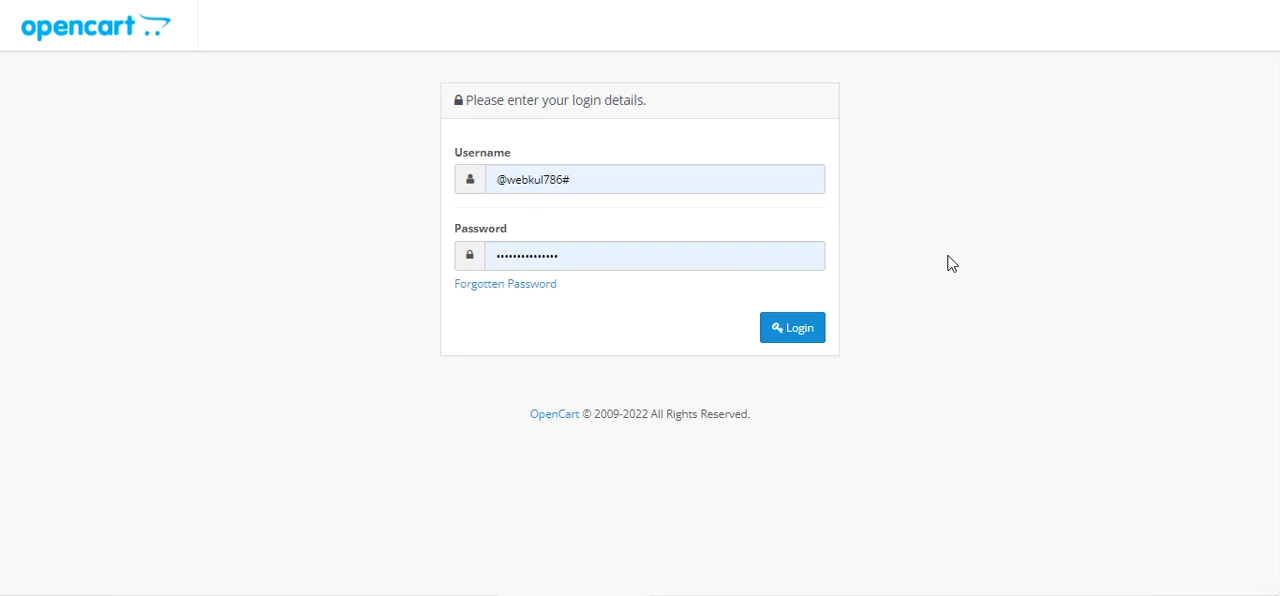 opencart
Please enter your login details.
Username
@webkul786#
Password
•••••••••••••••
Forgotten Password
Login
OpenCart © 2009-2022 All Rights Reserved.